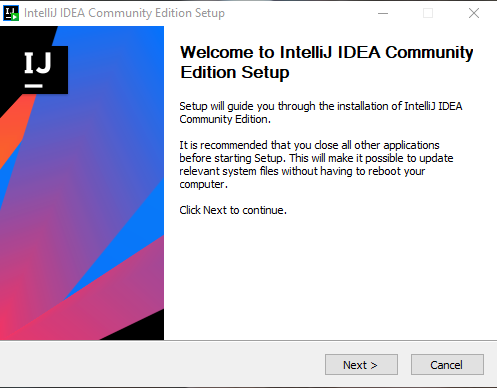 IntelliJ IDEA Community Edition Setup
IJ
Welcome to IntelliJ IDEA Community
Edition Setup
Setup will guide you through the installation of IntelliJ IDEA
Community Edition.
It is recommended that you close all other applications
before starting Setup. This will make it possible to update
relevant system files without having to reboot your
computer.
Click Next to continue.
Next >
Cancel